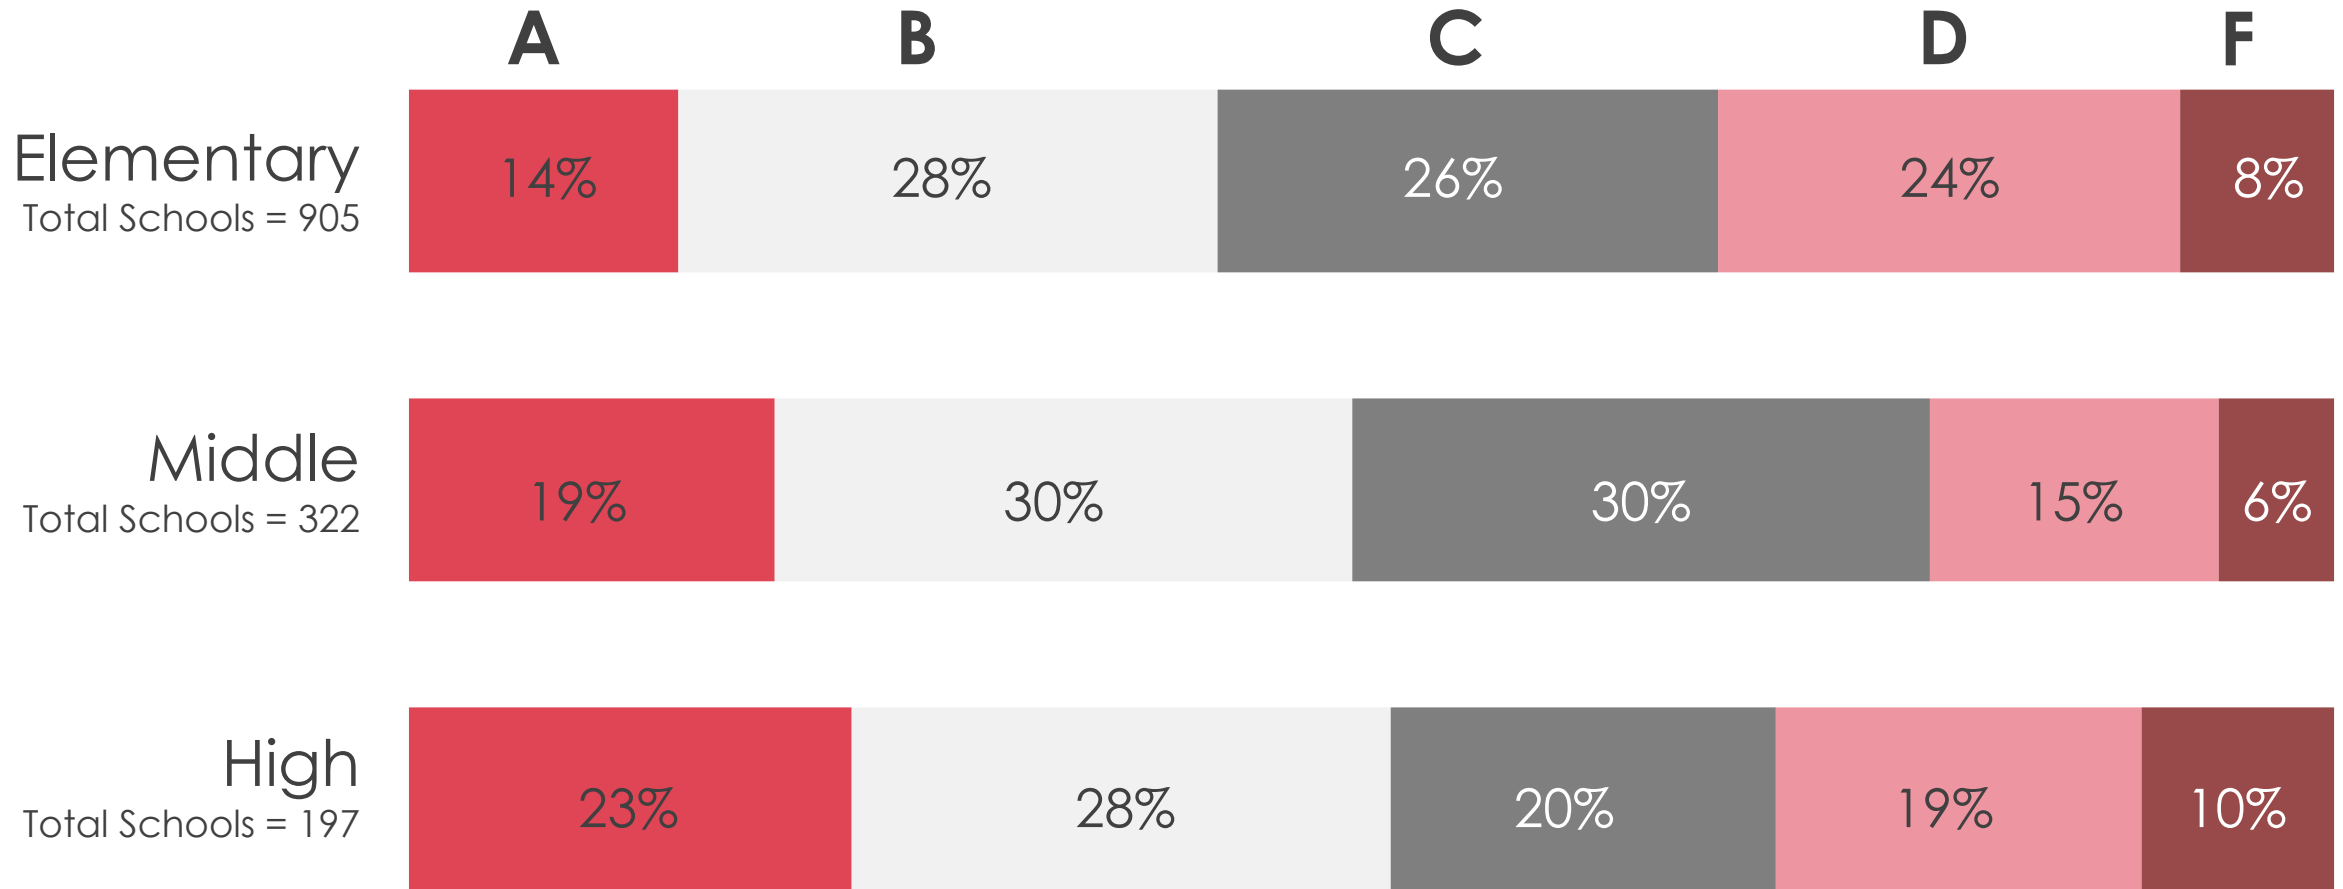 A B C D F
Elementary
Total Schools = 905
14% 28% 26% 24% 8%
Middle
Total Schools = 322
19% 30% 30% 15% 6%
High
Total Schools = 197
23% 28% 20% 19% 10%